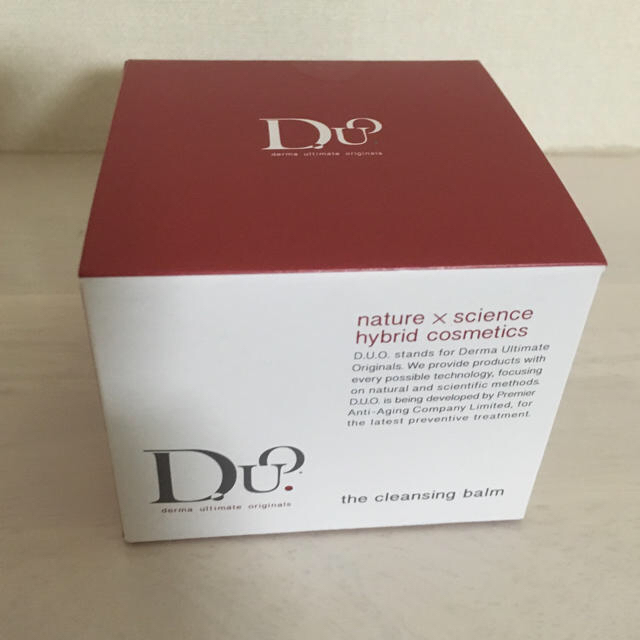 D.U.O.
derma ultimate originals
nature × science
hybrid cosmetics
D.U.O. stands for Derma Ultimate
Originals. We provide products with
every possible technology, focusing
on natural and scientific methods.
D.U.O. is being developed by Premier
Anti-Aging Company Limited, for
the latest preventive treatment.
D.U.O.
derma ultimate originals
the cleansing balm